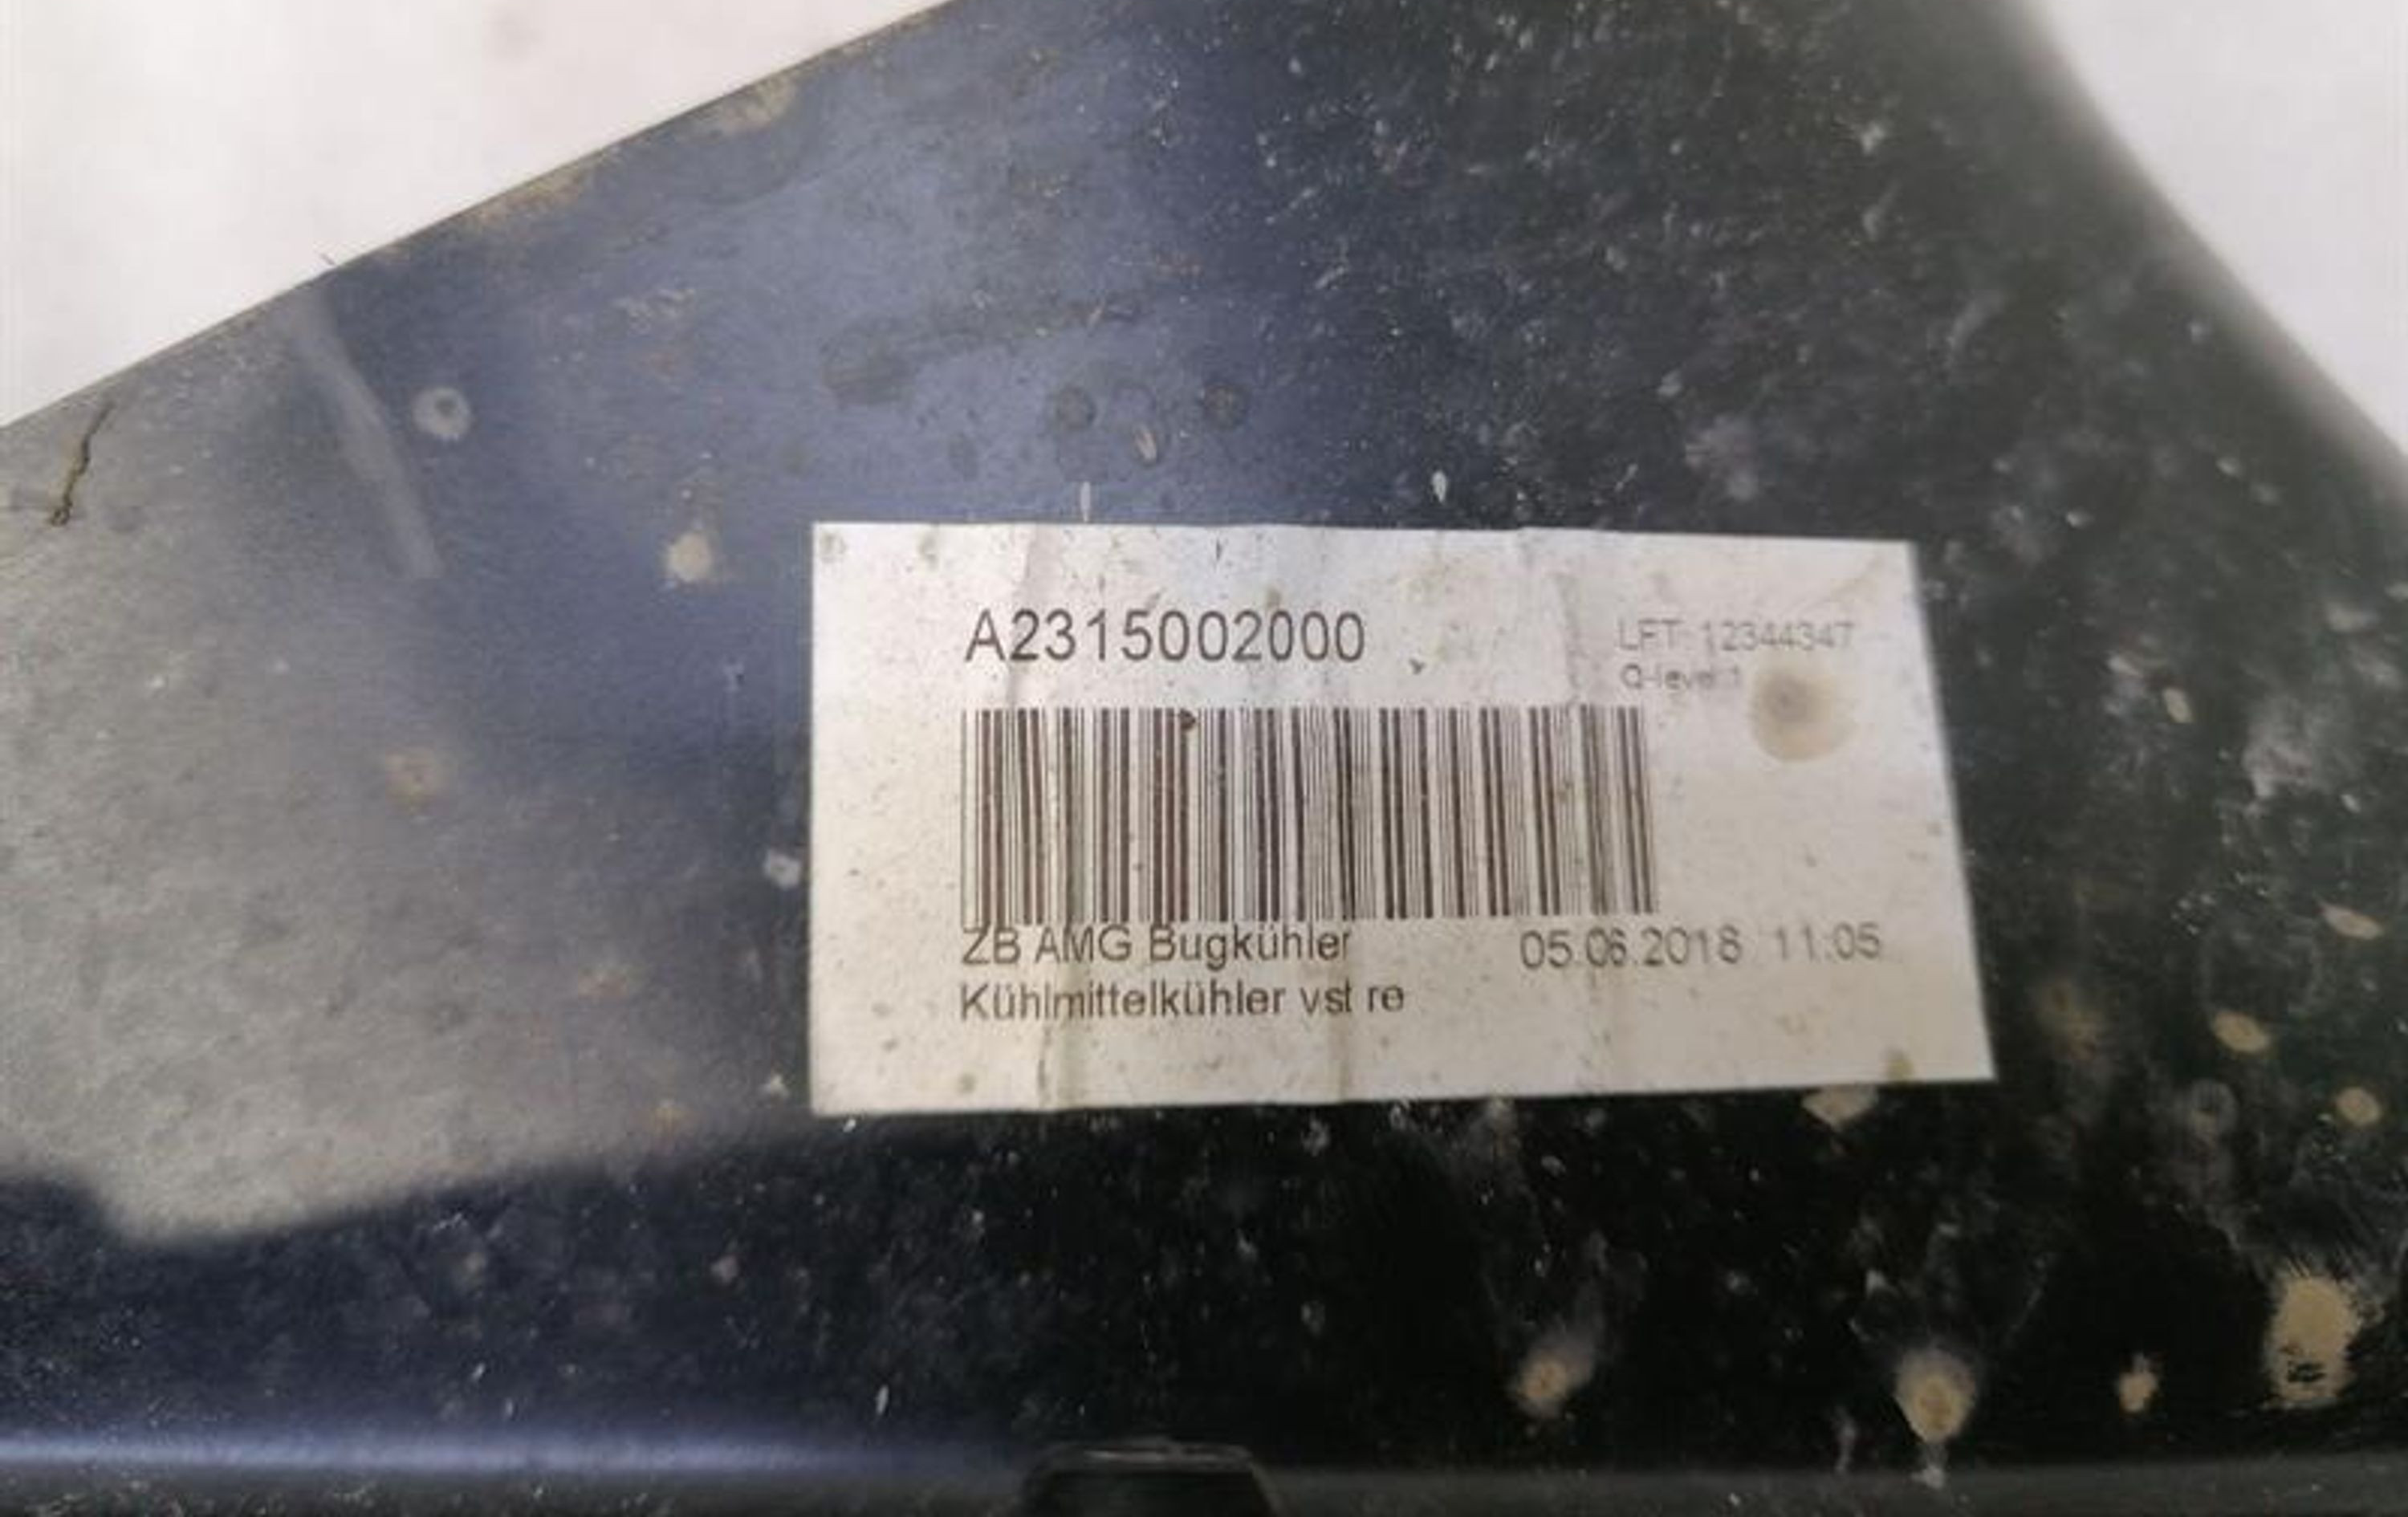 A2315002000
LFT 12344347
Q-level 1
ZB AMG Bugkühler
05.06.2018 11:05
Kühlmittelkühler vst re